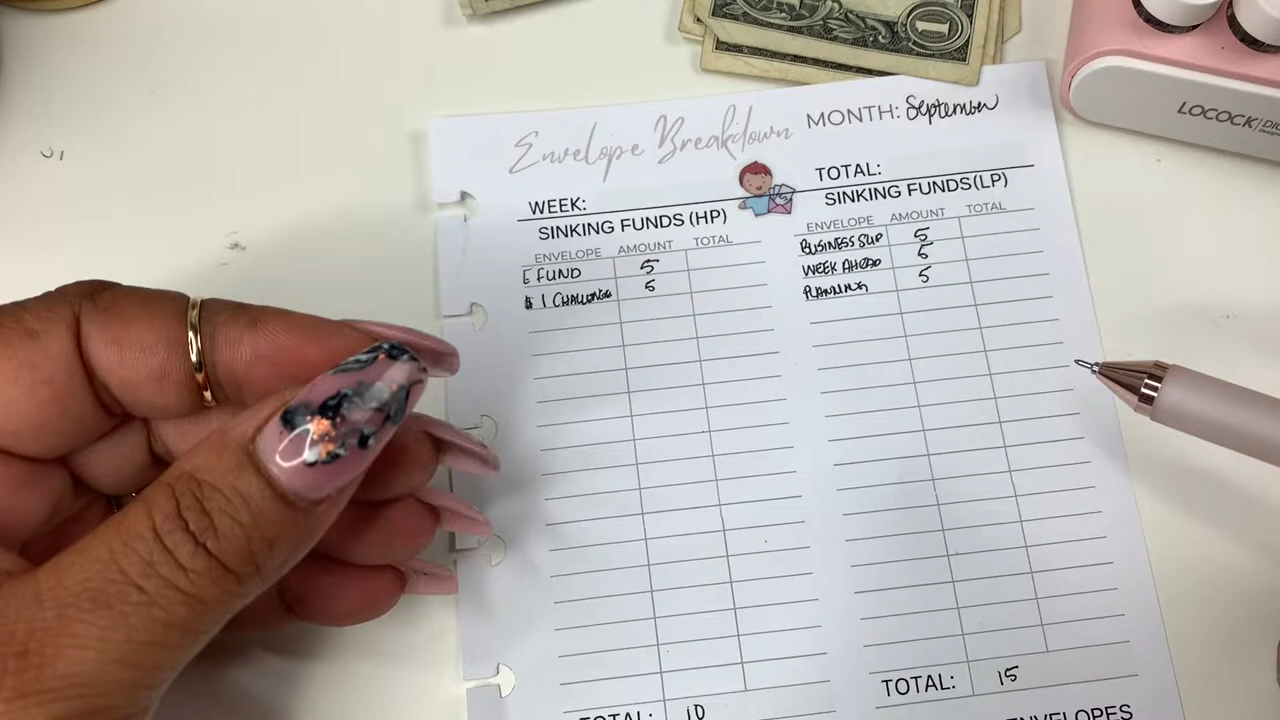 Envelope Breakdown MONTH: September
WEEK: TOTAL:
SINKING FUNDS (HP)
ENVELOPE AMOUNT TOTAL
E FUND 5
$1 CHALLENGE 5
TOTAL: 10
SINKING FUNDS (LP)
ENVELOPE AMOUNT TOTAL
BUSINESS SUP 5
WEEK AHEAD 5
PLANNING 5
TOTAL: 15
ENVELOPES
LOCOCK
1